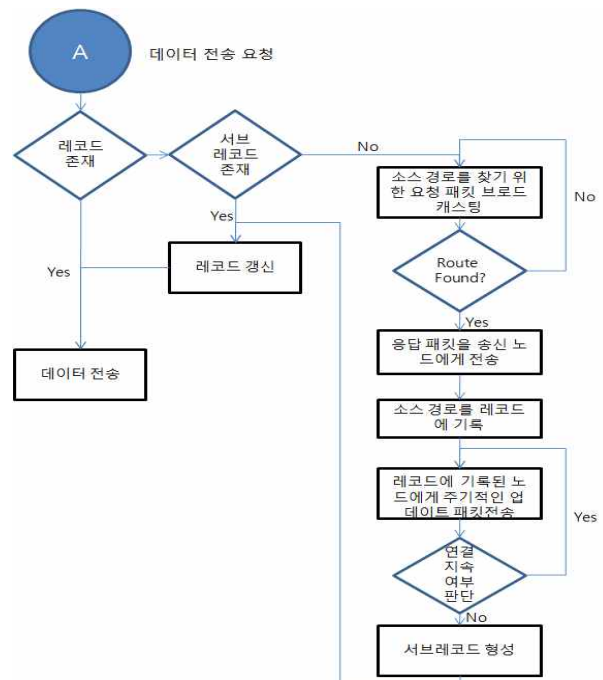 A
데이터 전송 요청
레코드
존재
서브
레코드
존재
No
Yes
레코드 갱신
Yes
데이터 전송
소스 경로를 찾기 위
한 요청 패킷 브로드
캐스팅
No
Route
Found?
Yes
응답 패킷을 송신 노
드에게 전송
소스 경로를 레코드
에 기록
레코드에 기록된 노
드에게 주기적인 업
데이트 패킷전송
Yes
연결
지속
여부
판단
No
서브레코드 형성